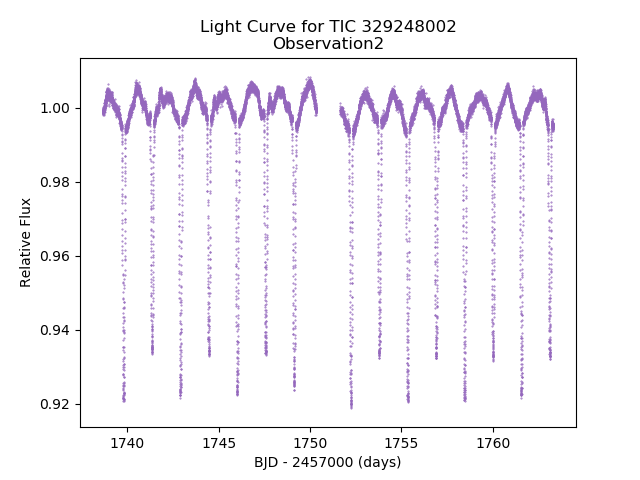 Light Curve for TIC 329248002
Observation2
Relative Flux
1.00
0.98
0.96
0.94
0.92
1740
1745
1750
1755
1760
BJD - 2457000 (days)